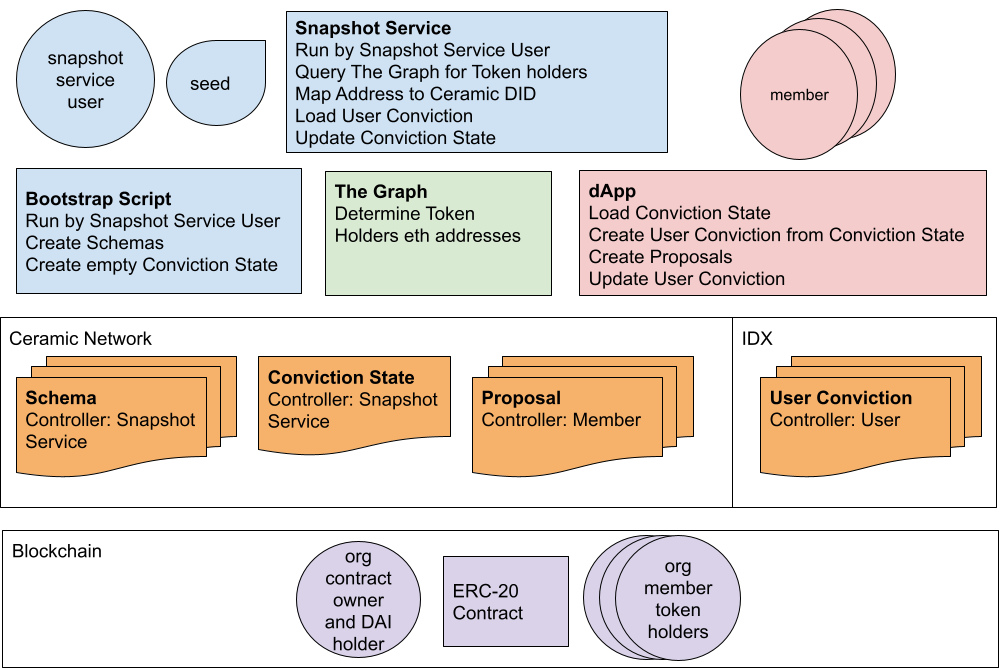 snapshot
service
user
seed
Snapshot Service
Run by Snapshot Service User
Query The Graph for Token holders
Map Address to Ceramic DID
Load User Conviction
Update Conviction State
member
Bootstrap Script
Run by Snapshot Service User
Create Schemas
Create empty Conviction State
The Graph
Determine Token
Holders eth addresses
dApp
Load Conviction State
Create User Conviction from Conviction State
Create Proposals
Update User Conviction
Ceramic Network
Schema
Controller: Snapshot
Service
Conviction State
Controller: Snapshot
Service
Proposal
Controller: Member
IDX
User Conviction
Controller: User
Blockchain
org
contract
owner
and DAI
holder
ERC-20
Contract
org
member
token
holders